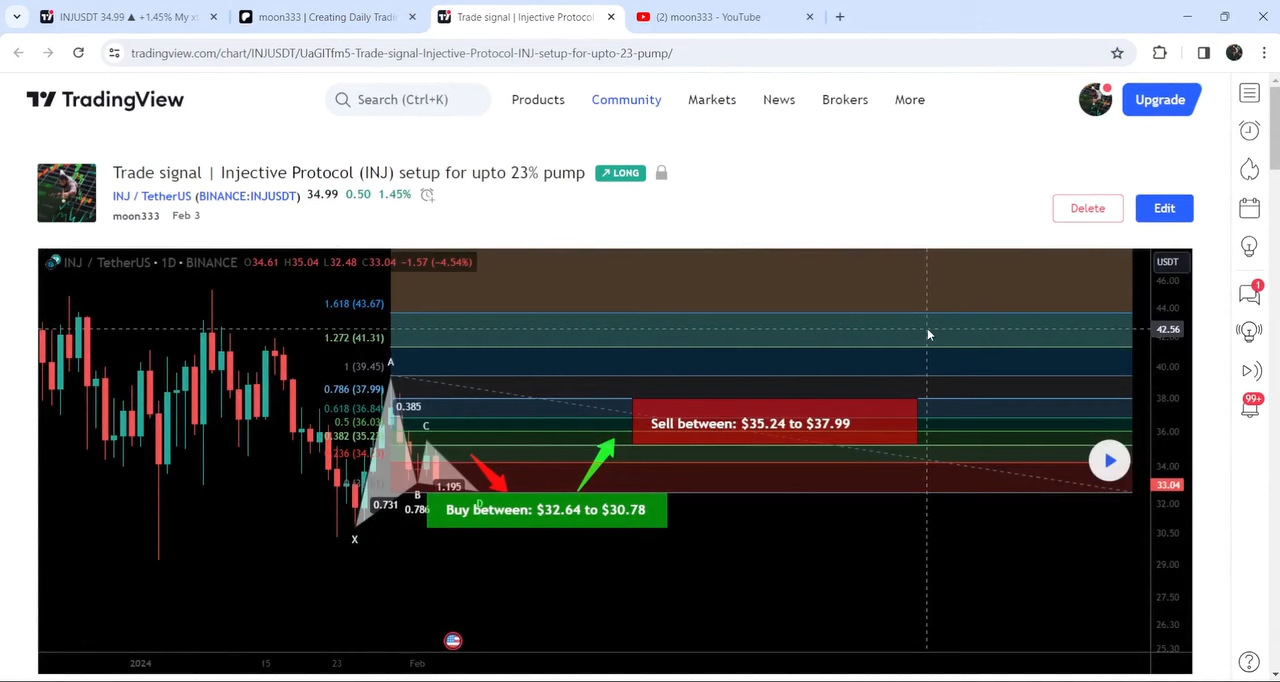 INJUSDT 34.99 ▲ +1.45% My xt
moon333 | Creating Daily Tradi
Injective Protocol
(2) moon333 - YouTube
tradingview.com/chart/INJUSDT/UaGITfm5-Trade-signal-Injective-Protocol-INJ-setup-for-upto-23-pump/
TradingView
Search (Ctrl+K)
Products
Community
Markets
News
Brokers
More
Upgrade
Trade signal | Injective Protocol (INJ) setup for upto 23% pump
LONG
INJ / TetherUS (BINANCE:INJUSDT) 34.99 0.50 1.45%
moon333 Feb 3
Delete
Edit
INJ / TetherUS • 1D • BINANCE O34.61 H35.04 L32.48 C33.04 −1.57 (−4.54%)
USDT
46.00
1.618 (43.67)
44.00
42.56
1.272 (41.31)
A
1 (39.45)
40.00
0.786 (37.99)
38.00
0.385
0.618 (36.84)
0.5 (36.03)
C
Sell between: $35.24 to $37.99
36.00
34.00
1.195
33.04
B
0.731
0.786
Buy between: $32.64 to $30.78
32.00
X
30.50
29.00
27.50
26.30
25.30
2024
15
23
Feb
1
99+